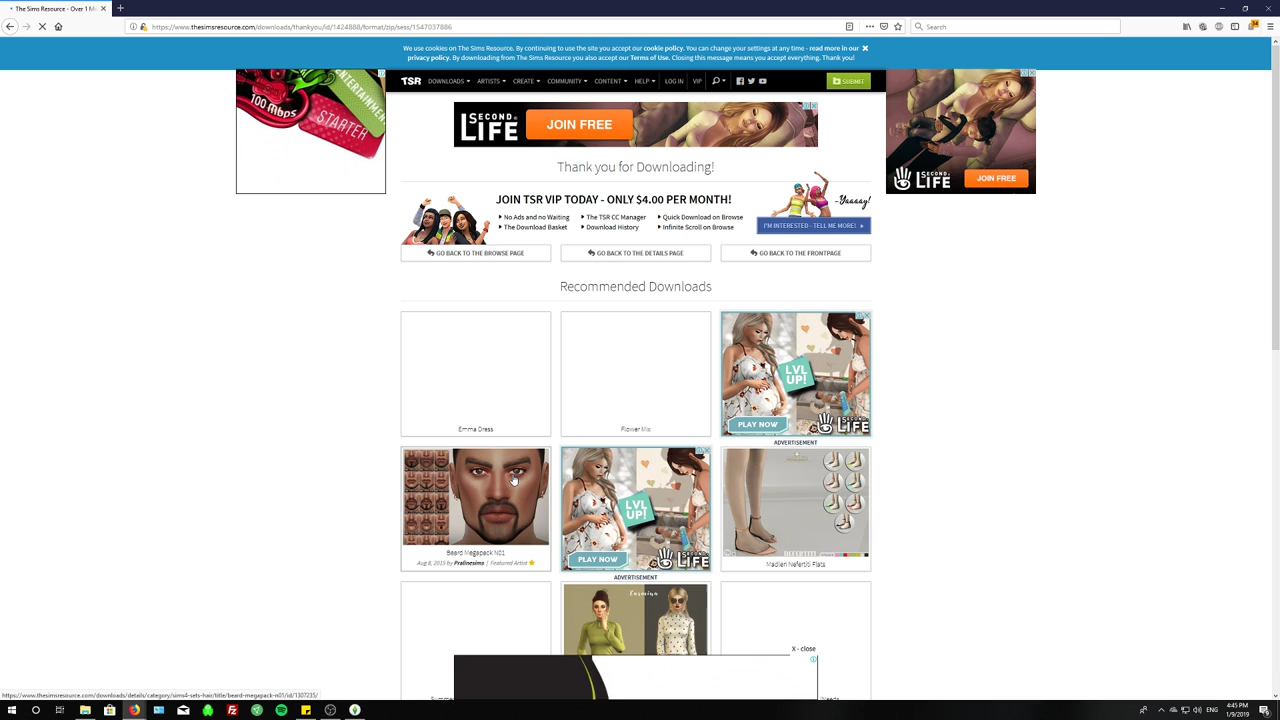 The Sims Resource - Over 1 Mi
https://www.thesimsresource.com/downloads/thankyou/id/1424888/format/zip/sess/1547037886
Search
We use cookies on The Sims Resource. By continuing to use the site you accept our cookie policy. You can change your settings at any time - read more in our
privacy policy. By downloading from The Sims Resource you also accept our Terms of Use. Closing this message means you accept everything. Thank you!
TSR DOWNLOADS ARTISTS CREATE COMMUNITY CONTENT HELP LOG IN VIP SUBMIT
100 Mbps
STARTER
SECOND LIFE JOIN FREE
SECOND LIFE JOIN FREE
Thank you for Downloading!
JOIN TSR VIP TODAY - ONLY $4.00 PER MONTH!
-Yaaaay!
No Ads and no Waiting The TSR CC Manager Quick Download on Browse
The Download Basket Download History Infinite Scroll on Browse
I'M INTERESTED - TELL ME MORE!
GO BACK TO THE BROWSE PAGE GO BACK TO THE DETAILS PAGE GO BACK TO THE FRONTPAGE
Recommended Downloads
LVL UP!
PLAY NOW SECOND LIFE
Emma Dress Flower Mix
ADVERTISEMENT
LVL UP!
PLAY NOW SECOND LIFE
NEFERTITI
Beard Megapack N01
Aug 8, 2015 by Pralinesims | Featured Artist
Madlen Nefertiti Flats
ADVERTISEMENT
X - close
https://www.thesimsresource.com/downloads/details/category/sims4-sets-hair/title/beard-megapack-n01/id/1307235/
ENG
4:45 PM
1/9/2019